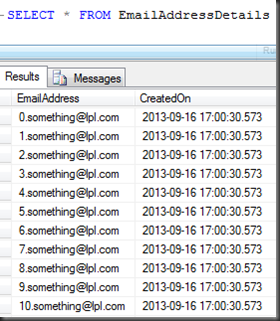 SELECT * FROM EmailAddressDetails
Results Messages
EmailAddress CreatedOn
0.something@lpl.com 2013-09-16 17:00:30.573
1.something@lpl.com 2013-09-16 17:00:30.573
2.something@lpl.com 2013-09-16 17:00:30.573
3.something@lpl.com 2013-09-16 17:00:30.573
4.something@lpl.com 2013-09-16 17:00:30.573
5.something@lpl.com 2013-09-16 17:00:30.573
6.something@lpl.com 2013-09-16 17:00:30.573
7.something@lpl.com 2013-09-16 17:00:30.573
8.something@lpl.com 2013-09-16 17:00:30.573
9.something@lpl.com 2013-09-16 17:00:30.573
10.something@lpl.com 2013-09-16 17:00:30.573